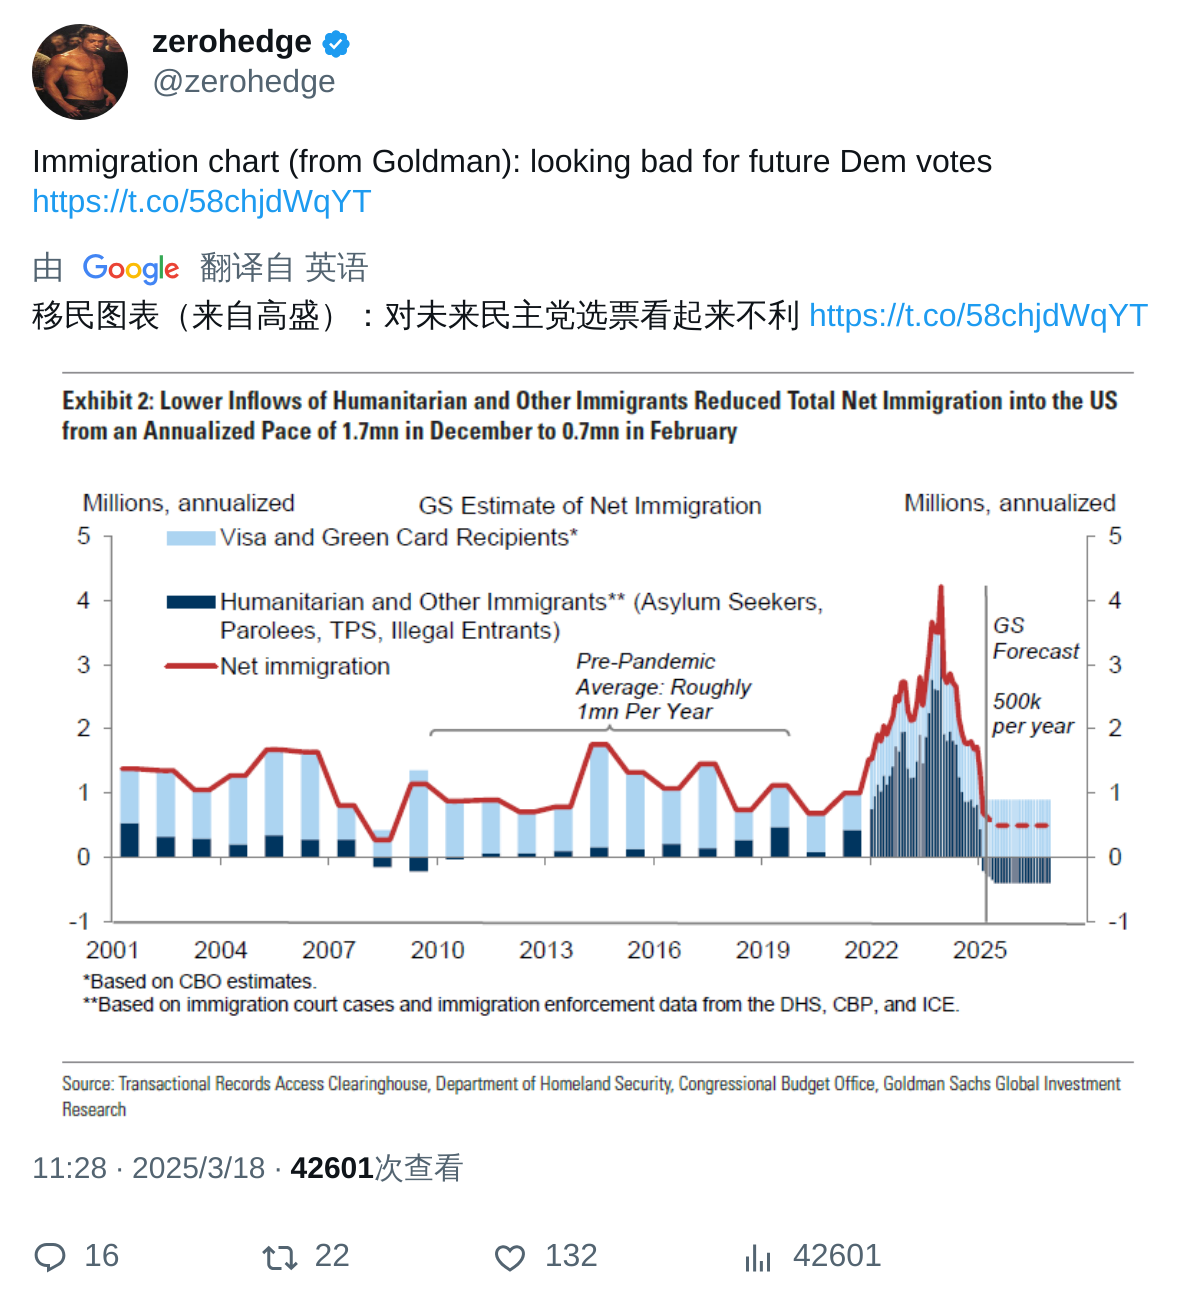 zerohedge
@zerohedge
Immigration chart (from Goldman): looking bad for future Dem votes
https://t.co/58chjdWqYT
由 Google 翻译自 英语
移民图表（来自高盛）：对未来民主党选票看起来不利 https://t.co/58chjdWqYT
Exhibit 2: Lower Inflows of Humanitarian and Other Immigrants Reduced Total Net Immigration into the US
from an Annualized Pace of 1.7mn in December to 0.7mn in February
Millions, annualized
GS Estimate of Net Immigration
Millions, annualized
5
Visa and Green Card Recipients*
5
4
Humanitarian and Other Immigrants** (Asylum Seekers,
4
Parolees, TPS, Illegal Entrants)
GS
Forecast
3
Net immigration
Pre-Pandemic
3
Average: Roughly
1mn Per Year
500k
per year
2
2
1
1
0
0
-1
-1
2001
2004
2007
2010
2013
2016
2019
2022
2025
*Based on CBO estimates.
**Based on immigration court cases and immigration enforcement data from the DHS, CBP, and ICE.
Source: Transactional Records Access Clearinghouse, Department of Homeland Security, Congressional Budget Office, Goldman Sachs Global Investment
Research
11:28 · 2025/3/18 · 42601次查看
16
22
132
42601